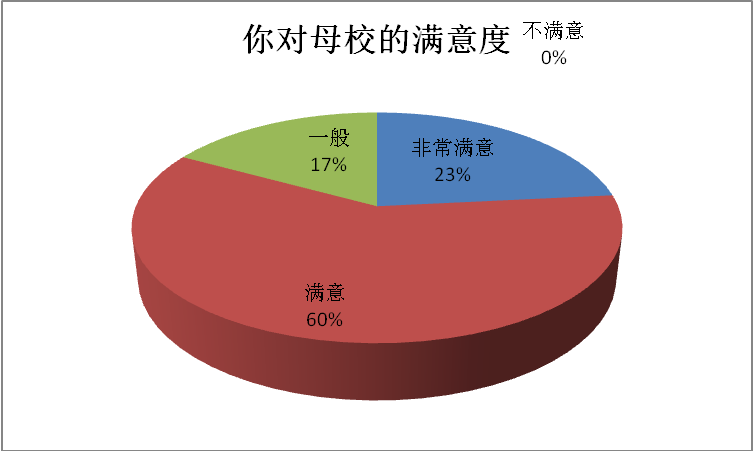 你对母校的满意度
不满意
0%
一般
17%
非常满意
23%
满意
60%